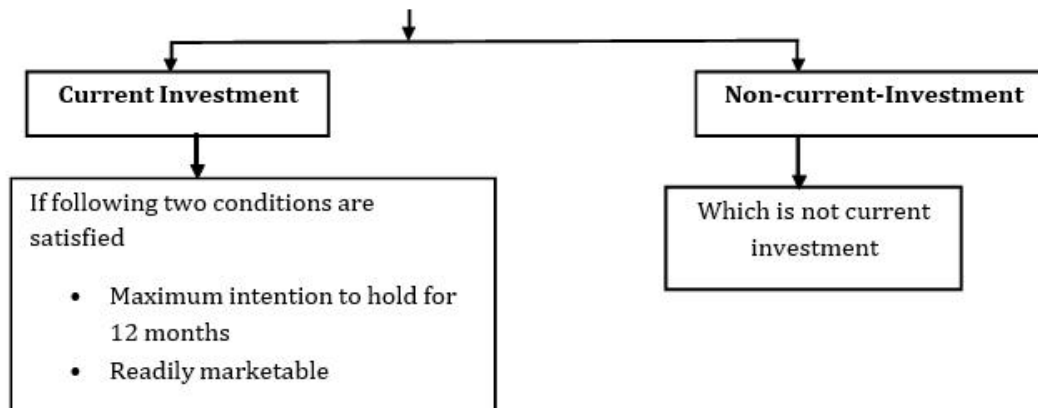 Current Investment
Non-current-Investment
If following two conditions are
satisfied
• Maximum intention to hold for
12 months
• Readily marketable
Which is not current
investment